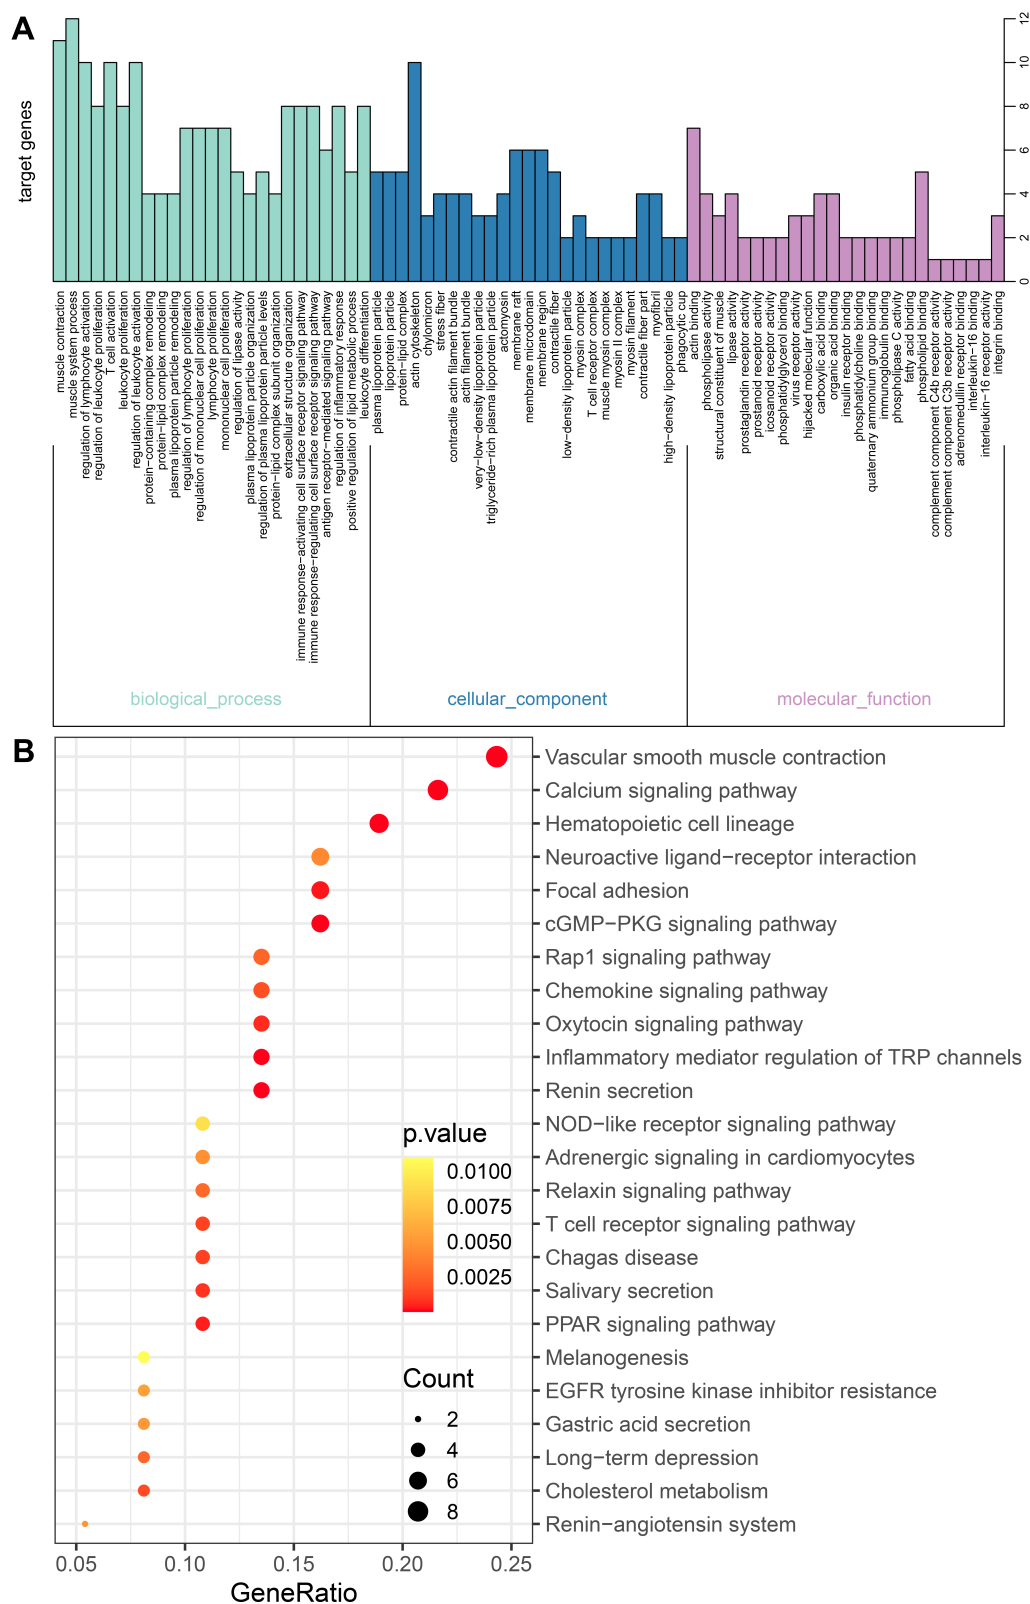 A
target genes
0
2
4
6
8
10
12
muscle contraction
muscle system process
regulation of lymphocyte activation
regulation of leukocyte proliferation
T cell activation
leukocyte proliferation
regulation of leukocyte activation
protein−containing complex remodeling
protein−lipid complex remodeling
plasma lipoprotein particle remodeling
regulation of lymphocyte proliferation
regulation of mononuclear cell proliferation
lymphocyte proliferation
mononuclear cell proliferation
regulation of lipase activity
plasma lipoprotein particle organization
regulation of plasma lipoprotein particle levels
protein−lipid complex subunit organization
extracellular structure organization
immune response−activating cell surface receptor signaling pathway
immune response−regulating cell surface receptor signaling pathway
antigen receptor−mediated signaling pathway
regulation of inflammatory response
positive regulation of lipid metabolic process
leukocyte differentiation
plasma lipoprotein particle
lipoprotein particle
protein−lipid complex
actin cytoskeleton
chylomicron
stress fiber
contractile actin filament bundle
actin filament bundle
very−low−density lipoprotein particle
triglyceride−rich plasma lipoprotein particle
actomyosin
membrane raft
membrane microdomain
membrane region
contractile fiber
low−density lipoprotein particle
myosin complex
T cell receptor complex
muscle myosin complex
myosin II complex
myosin filament
contractile fiber part
myofibril
high−density lipoprotein particle
phagocytic cup
actin binding
phospholipase activity
structural constituent of muscle
lipase activity
prostaglandin receptor activity
prostanoid receptor activity
icosanoid receptor activity
phosphatidylglycerol binding
virus receptor activity
hijacked molecular function
carboxylic acid binding
organic acid binding
insulin receptor binding
phosphatidylcholine binding
quaternary ammonium group binding
immunoglobulin binding
phospholipase C activity
fatty acid binding
phospholipid binding
complement component C4b receptor activity
complement component C3b receptor activity
adrenomedullin receptor activity
interleukin−16 binding
interleukin−16 receptor activity
integrin binding
biological_process
cellular_component
molecular_function
B
Vascular smooth muscle contraction
Calcium signaling pathway
Hematopoietic cell lineage
Neuroactive ligand−receptor interaction
Focal adhesion
cGMP−PKG signaling pathway
Rap1 signaling pathway
Chemokine signaling pathway
Oxytocin signaling pathway
Inflammatory mediator regulation of TRP channels
Renin secretion
NOD−like receptor signaling pathway
Adrenergic signaling in cardiomyocytes
Relaxin signaling pathway
T cell receptor signaling pathway
Chagas disease
Salivary secretion
PPAR signaling pathway
Melanogenesis
EGFR tyrosine kinase inhibitor resistance
Gastric acid secretion
Long−term depression
Cholesterol metabolism
Renin−angiotensin system
p.value
0.0100
0.0075
0.0050
0.0025
Count
2
4
6
8
0.05
0.10
0.15
0.20
0.25
GeneRatio